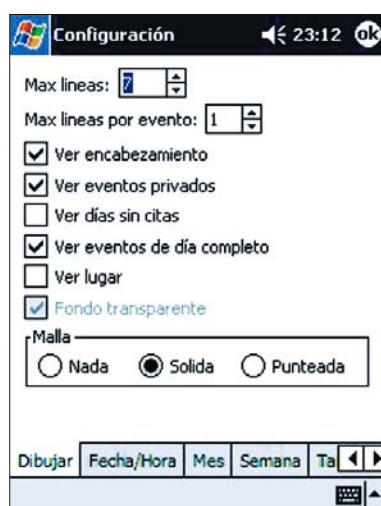 Configuración 23:12 ok
Max lineas: 7
Max lineas por evento: 1
Ver encabezamiento
Ver eventos privados
Ver días sin citas
Ver eventos de día completo
Ver lugar
Fondo transparente
Malla
Nada Solida Punteada
Dibujar Fecha/Hora Mes Semana Ta